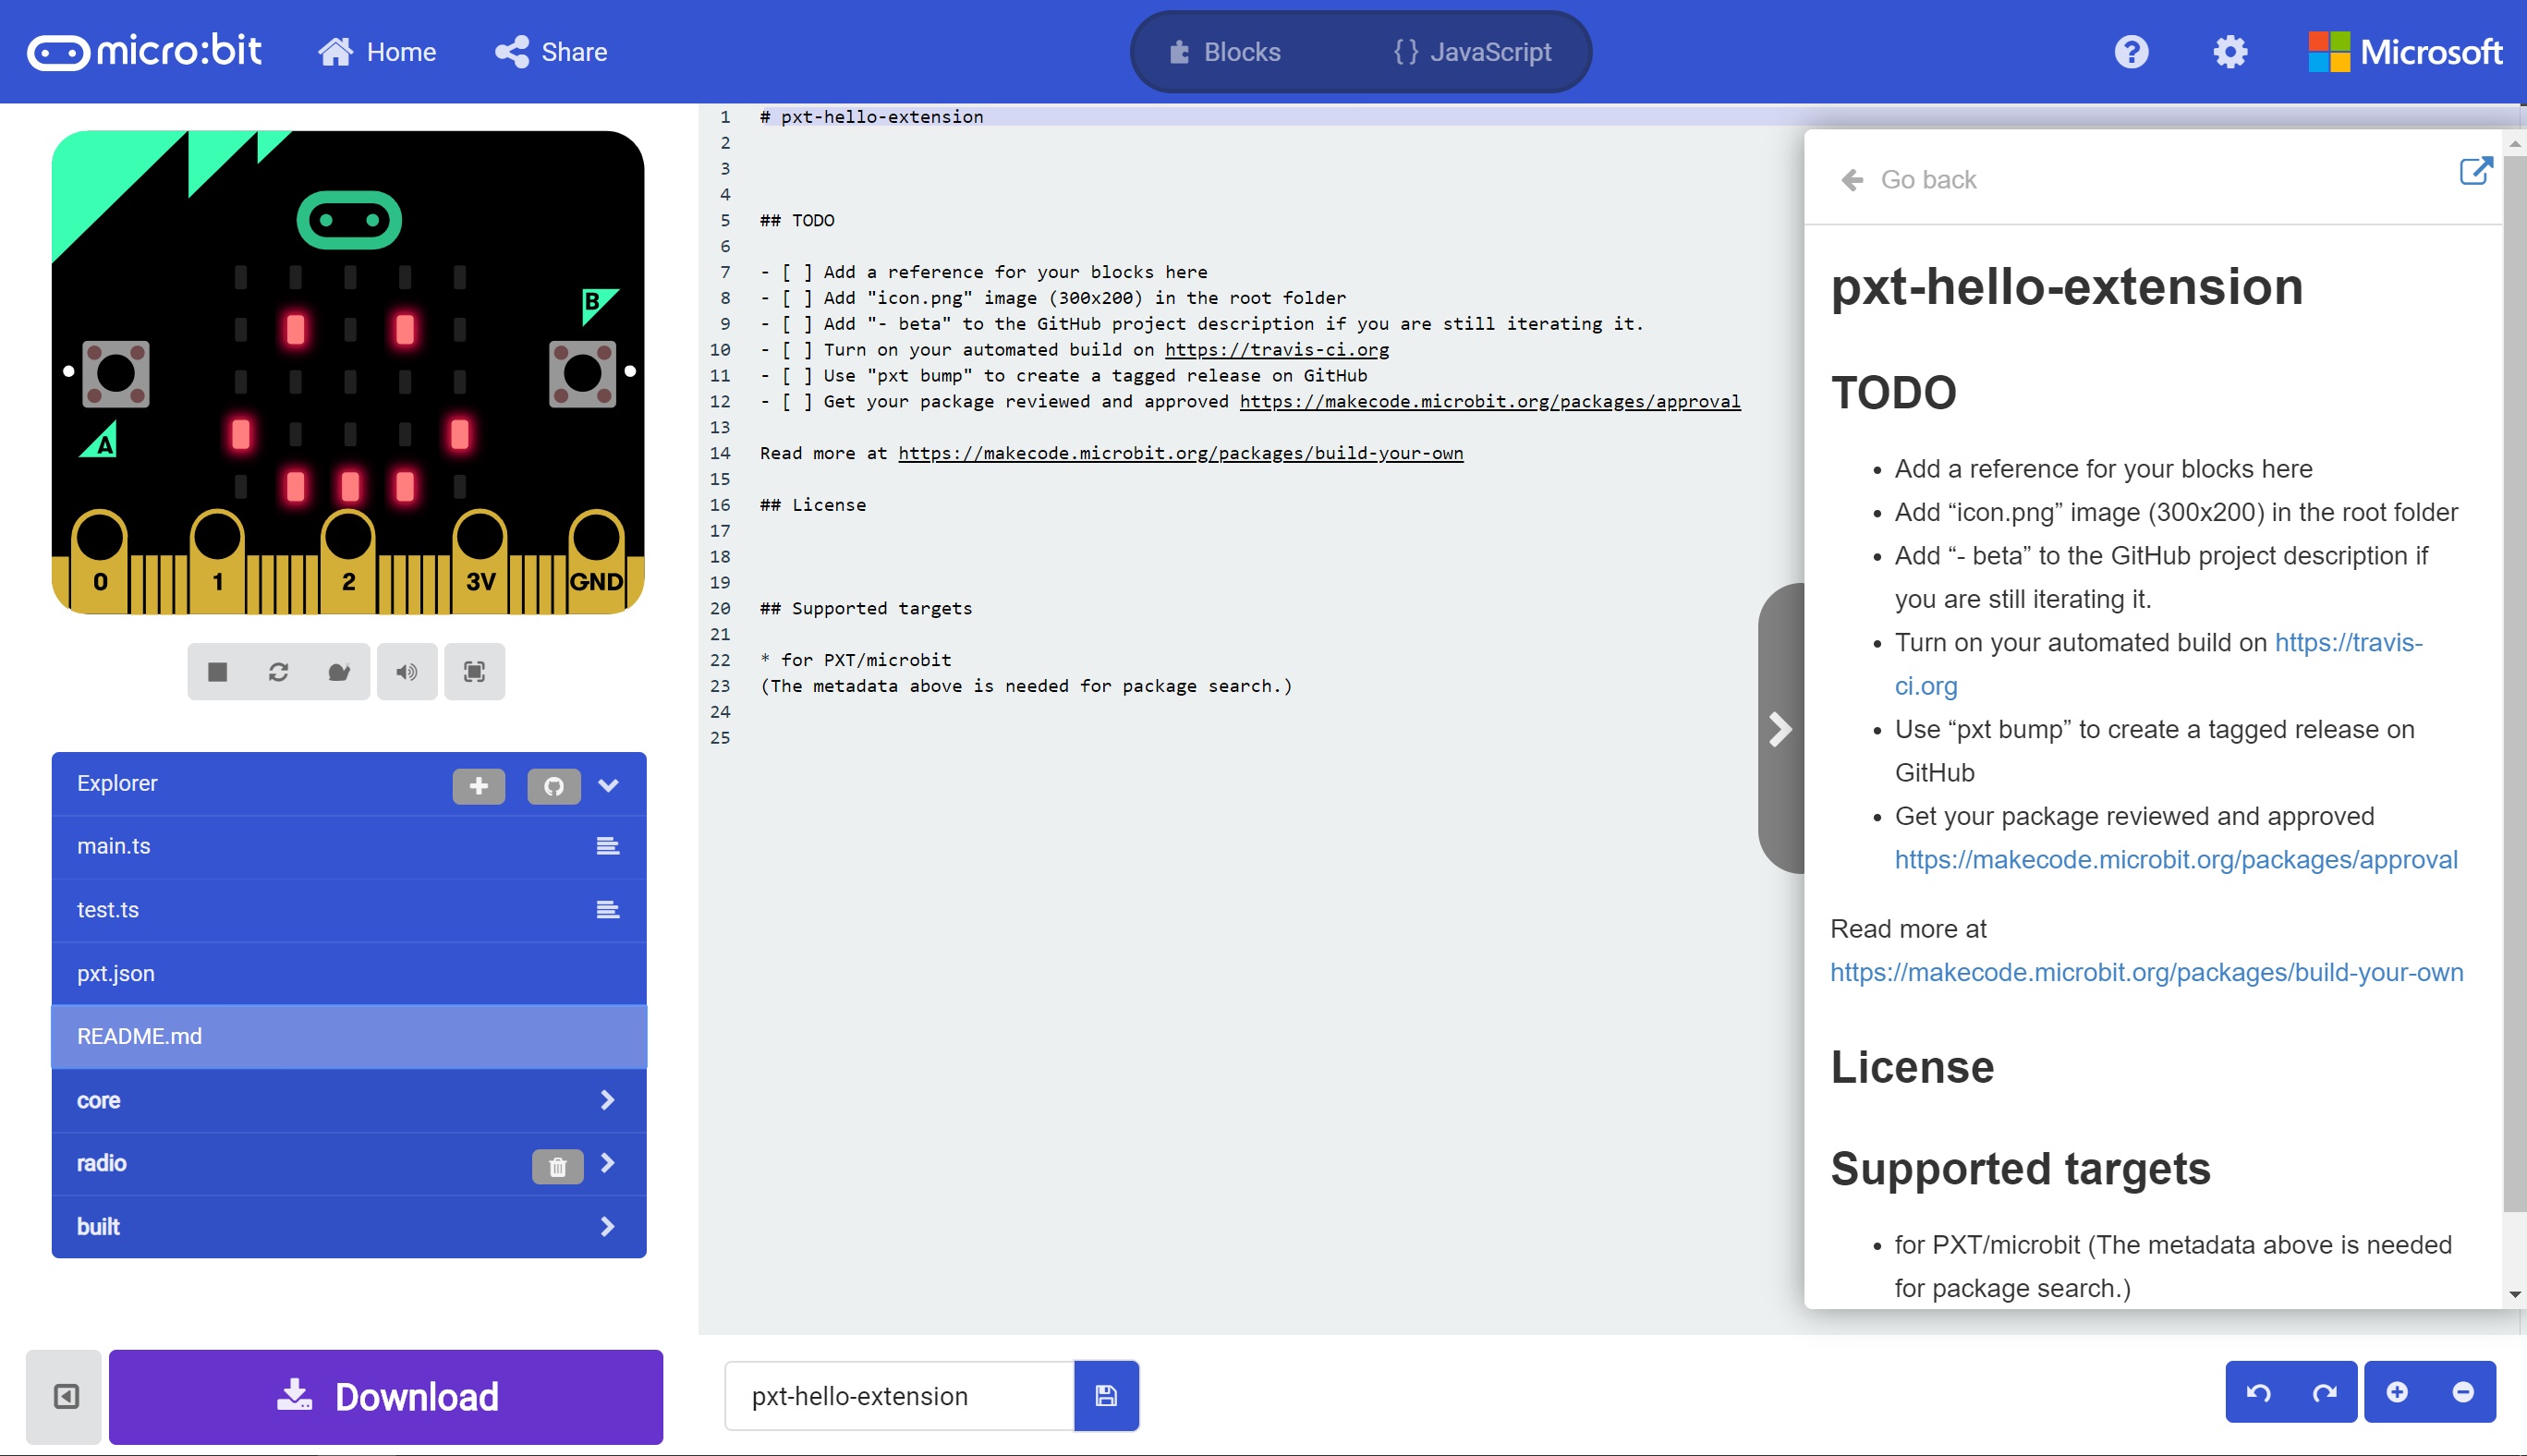 micro:bit
Home
Share
Blocks
{ } JavaScript
Microsoft
B
A
0
1
2
3V
GND
Explorer
main.ts
test.ts
pxt.json
README.md
core
radio
built
Download
1 # pxt-hello-extension
2
3
4
5 ## TODO
6
7 - [ ] Add a reference for your blocks here
8 - [ ] Add "icon.png" image (300x200) in the root folder
9 - [ ] Add "- beta" to the GitHub project description if you are still iterating it.
10 - [ ] Turn on your automated build on https://travis-ci.org
11 - [ ] Use "pxt bump" to create a tagged release on GitHub
12 - [ ] Get your package reviewed and approved https://makecode.microbit.org/packages/approval
13
14 Read more at https://makecode.microbit.org/packages/build-your-own
15
16 ## License
17
18
19
20 ## Supported targets
21
22 * for PXT/microbit
23 (The metadata above is needed for package search.)
24
25
Go back
pxt-hello-extension
TODO
• Add a reference for your blocks here
• Add “icon.png” image (300x200) in the root folder
• Add “- beta” to the GitHub project description if
you are still iterating it.
• Turn on your automated build on https://travis-
ci.org
• Use “pxt bump” to create a tagged release on
GitHub
• Get your package reviewed and approved
https://makecode.microbit.org/packages/approval
Read more at
https://makecode.microbit.org/packages/build-your-own
License
Supported targets
• for PXT/microbit (The metadata above is needed
for package search.)
pxt-hello-extension